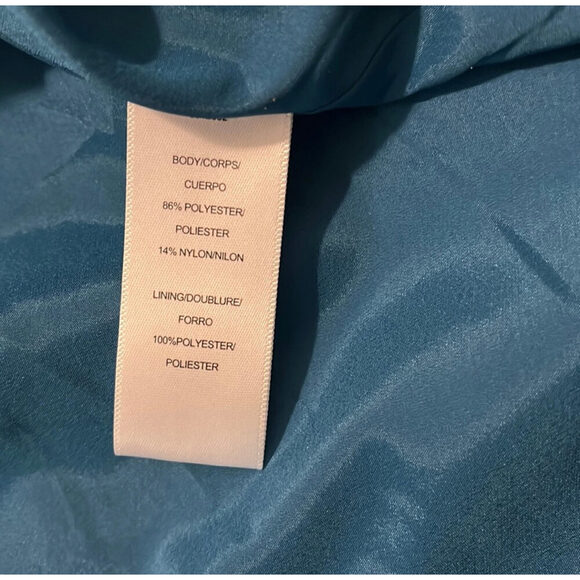 BODY/CORPS/
CUERPO
86% POLYESTER/
POLIESTER
14% NYLON/NILON
LINING/DOUBLURE/
FORRO
100%POLYESTER/
POLIESTER